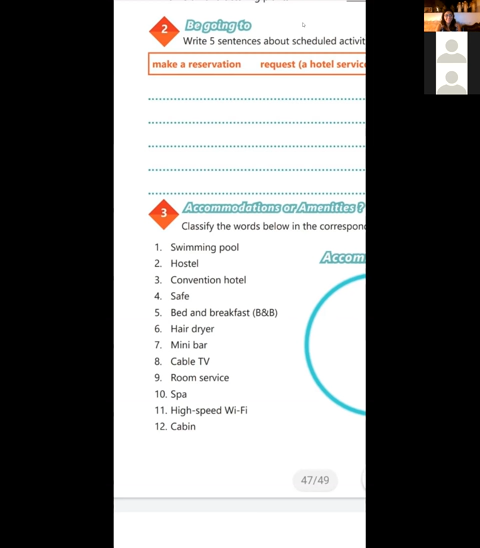 2
Be going to
Write 5 sentences about scheduled activit
make a reservation request (a hotel service
3
Accommodations or Amenities ?
Classify the words below in the correspon
Accom
1. Swimming pool
2. Hostel
3. Convention hotel
4. Safe
5. Bed and breakfast (B&B)
6. Hair dryer
7. Mini bar
8. Cable TV
9. Room service
10. Spa
11. High-speed Wi-Fi
12. Cabin
47/49